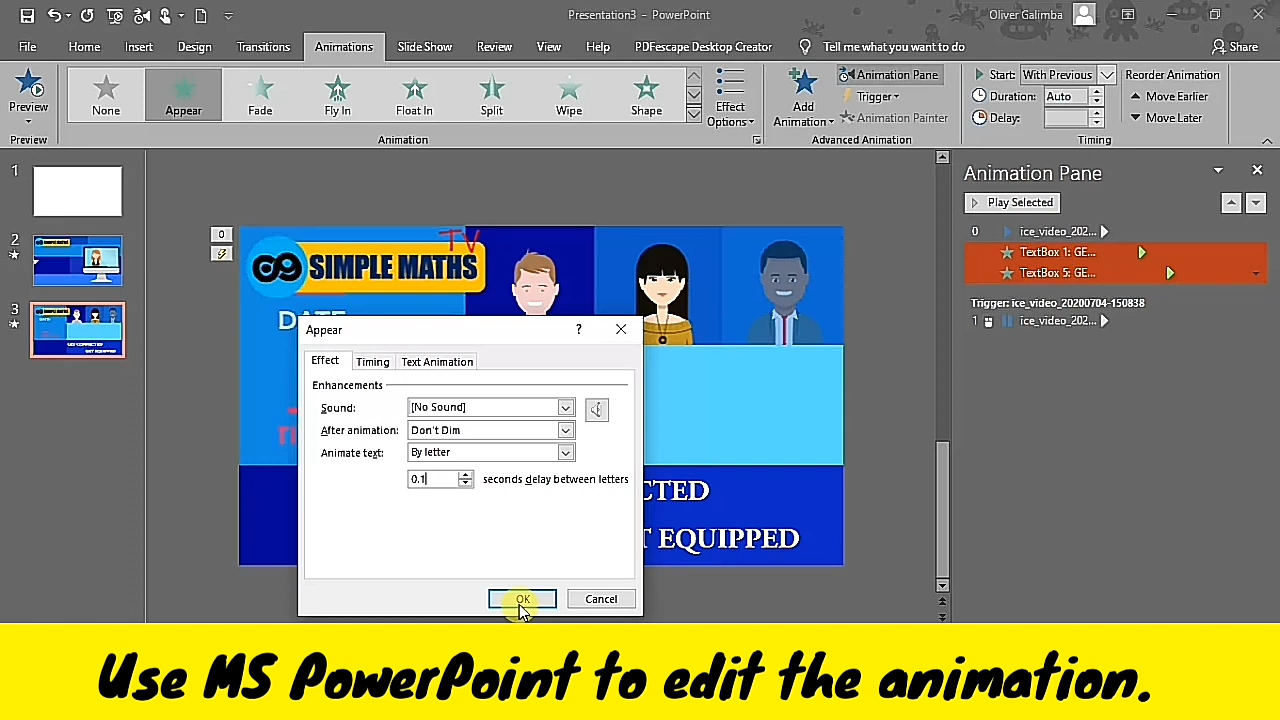 Presentation3 - PowerPoint
Oliver Galimba
File Home Insert Design Transitions Animations Slide Show Review View Help PDFescape Desktop Creator Tell me what you want to do Share
Preview
Preview
None Appear Fade Fly In Float In Split Wipe Shape
Animation
Effect Options
Add Animation
Animation Pane
Trigger
Animation Painter
Advanced Animation
Start: With Previous
Duration: Auto
Delay:
Timing
Reorder Animation
Move Earlier
Move Later
1
2
3
0
TV
SIMPLE MATHS
DATE
CTED
T EQUIPPED
Appear
? 
Effect Timing Text Animation
Enhancements
Sound: [No Sound]
After animation: Don't Dim
Animate text: By letter
0.1 seconds delay between letters
OK Cancel
Animation Pane
Play Selected
0 ice_video_202...
TextBox 1: GE...
TextBox 5: GE...
Trigger: ice_video_20200704-150838
1 ice_video_202...
Use MS PowerPoint to edit the animation.